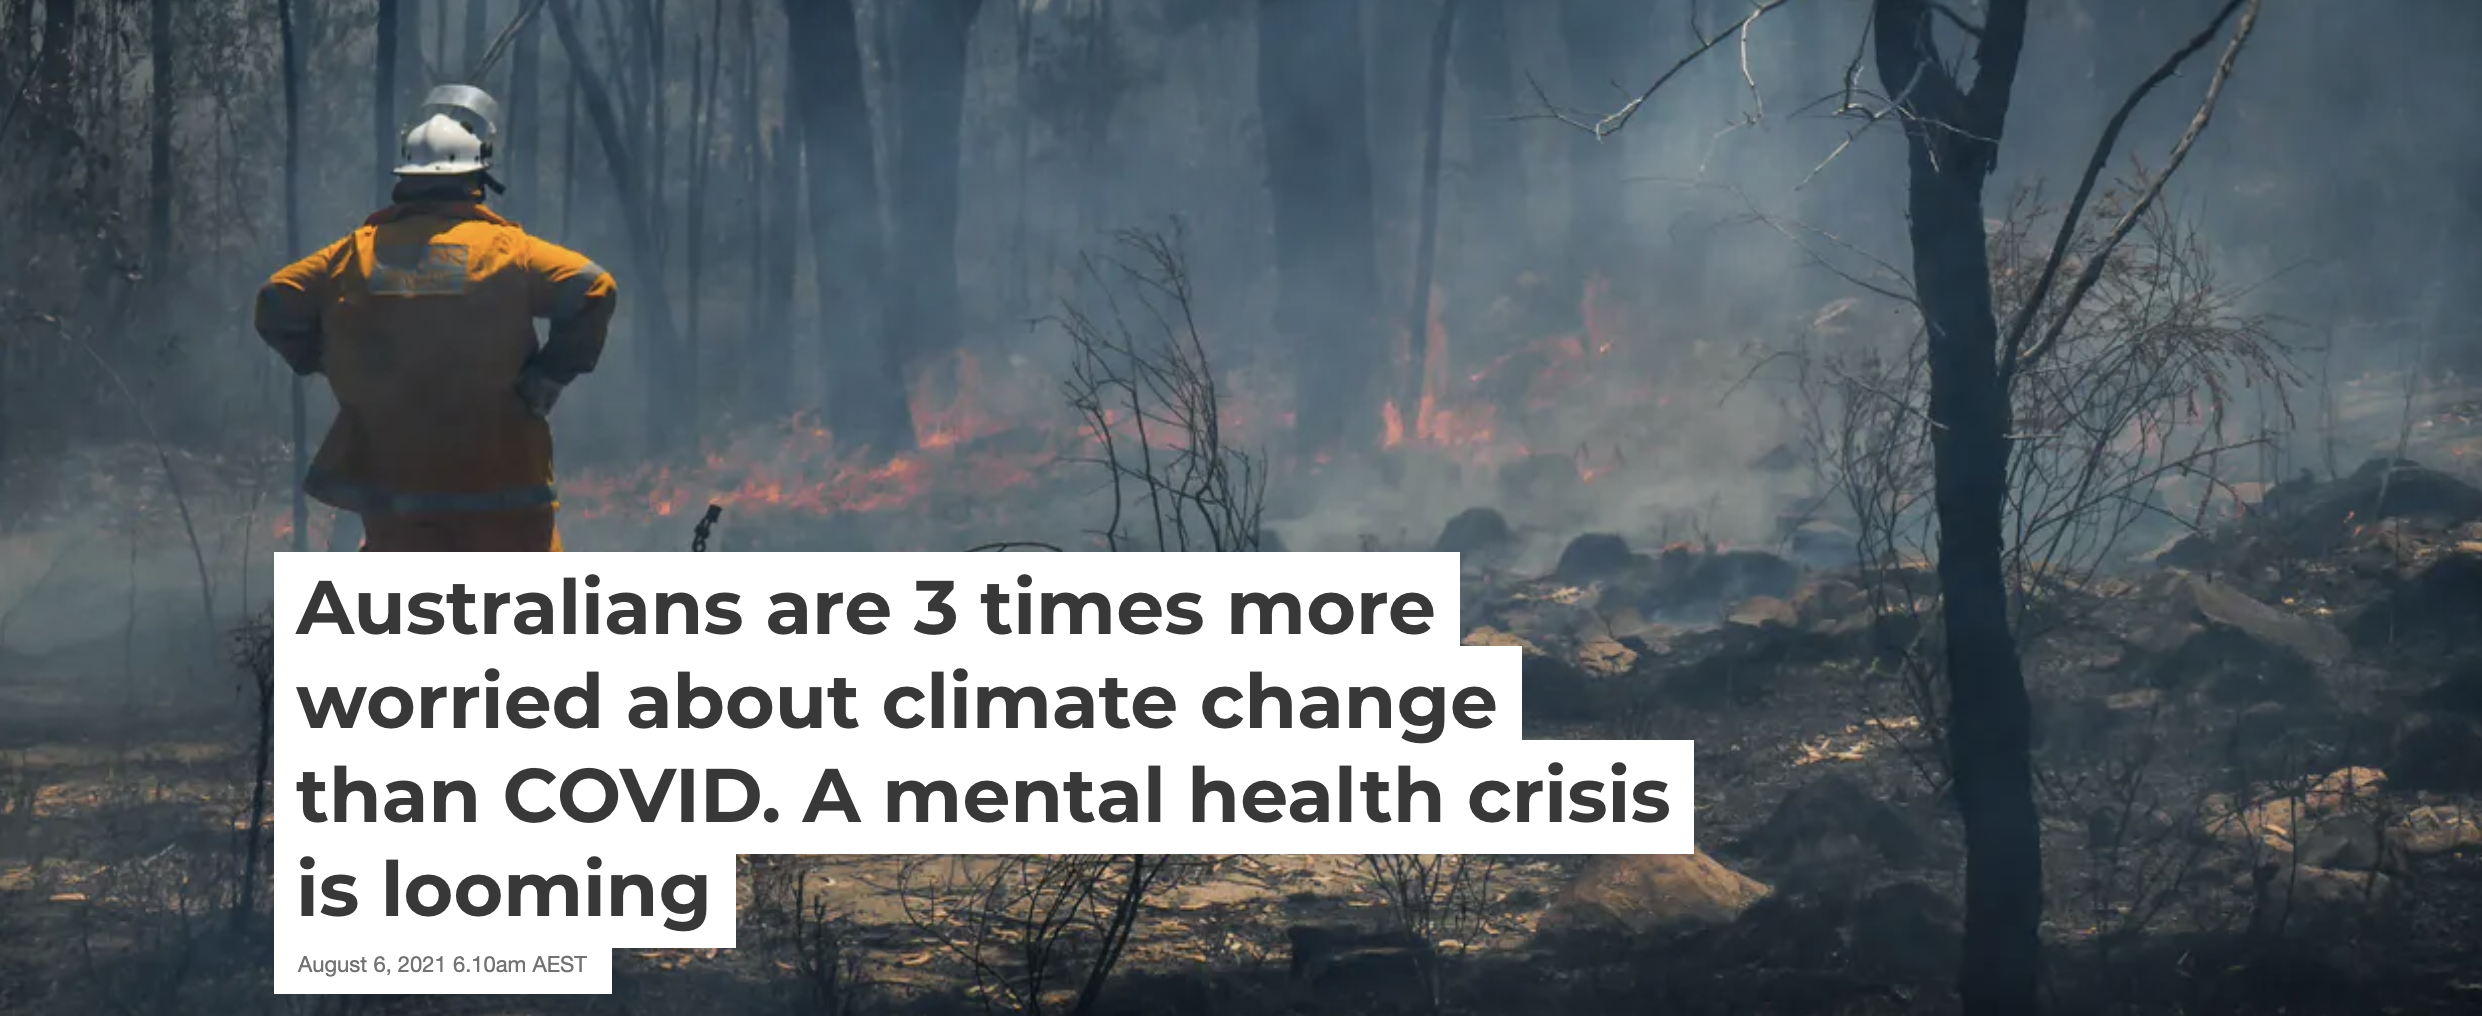 Australians are 3 times more
worried about climate change
than COVID. A mental health crisis
is looming
August 6, 2021 6.10am AEST